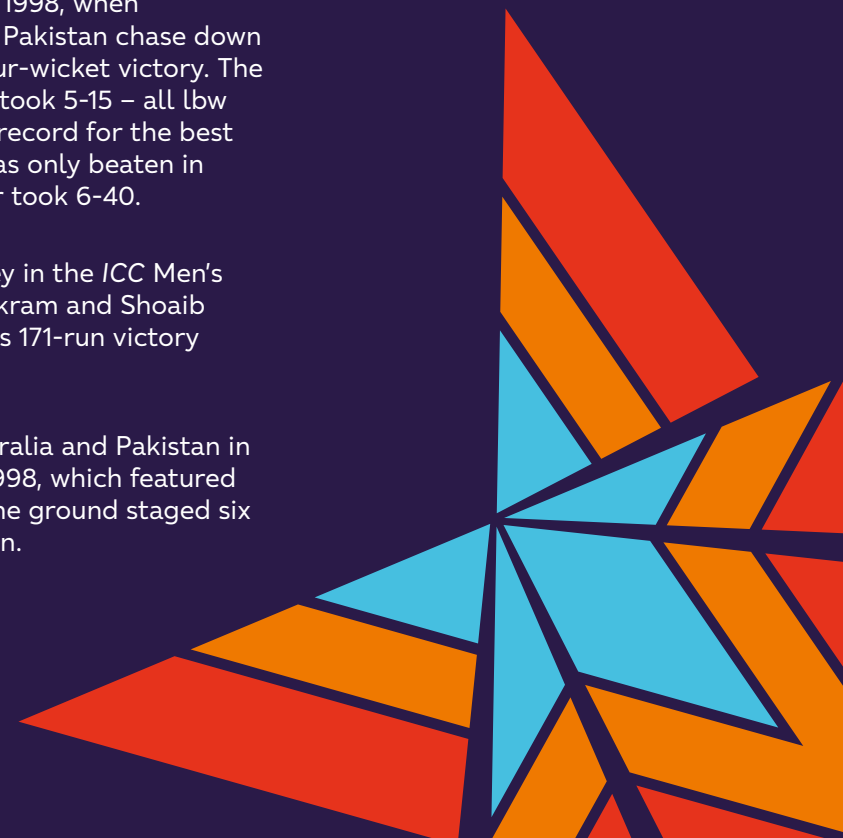 1998, when
Pakistan chase down
ur-wicket victory. The
took 5-15 – all lbw
record for the best
as only beaten in
r took 6-40.
ey in the ICC Men's
kram and Shoaib
s 171-run victory
ralia and Pakistan in
998, which featured
he ground staged six
n.